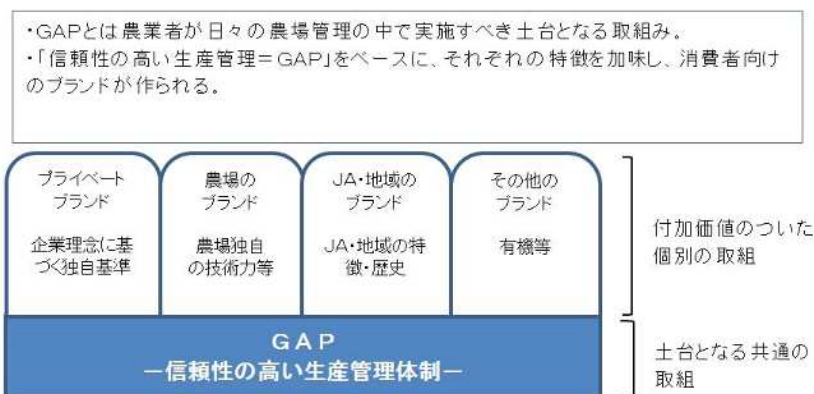 ・GAPとは農業者が日々の農場管理の中で実施すべき土台となる取組み。
・「信頼性の高い生産管理＝GAP」をベースに、それぞれの特徴を加味し、消費者向け
のブランドが作られる。
プライベート
ブランド
企業理念に基
づく独自基準
農場の
ブランド
農場独自
の技術力等
JA・地域の
ブランド
JA・地域の特
徴・歴史
その他の
ブランド
有機等
付加価値のついた
個別の取組
ＧＡＰ
－信頼性の高い生産管理体制－
土台となる共通の
取組